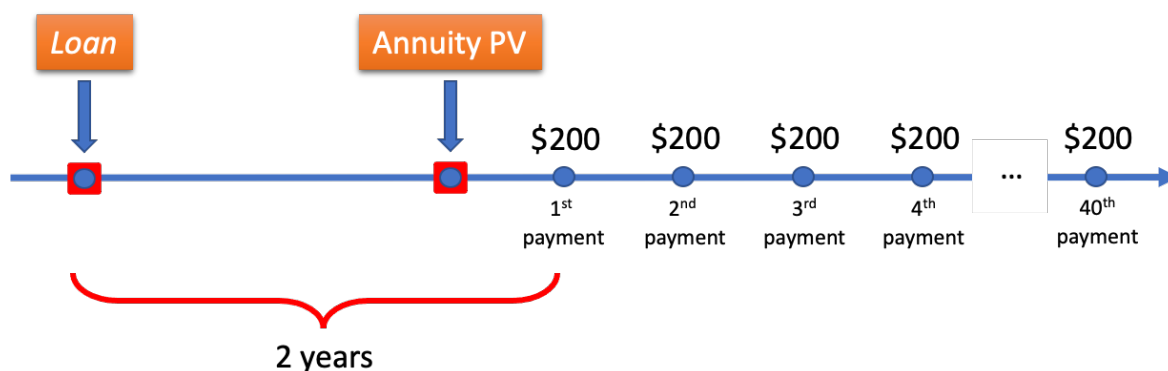 Loan
Annuity PV
$200 $200 $200 $200 $200
...
1st payment
2nd payment
3rd payment
4th payment
40th payment
2 years